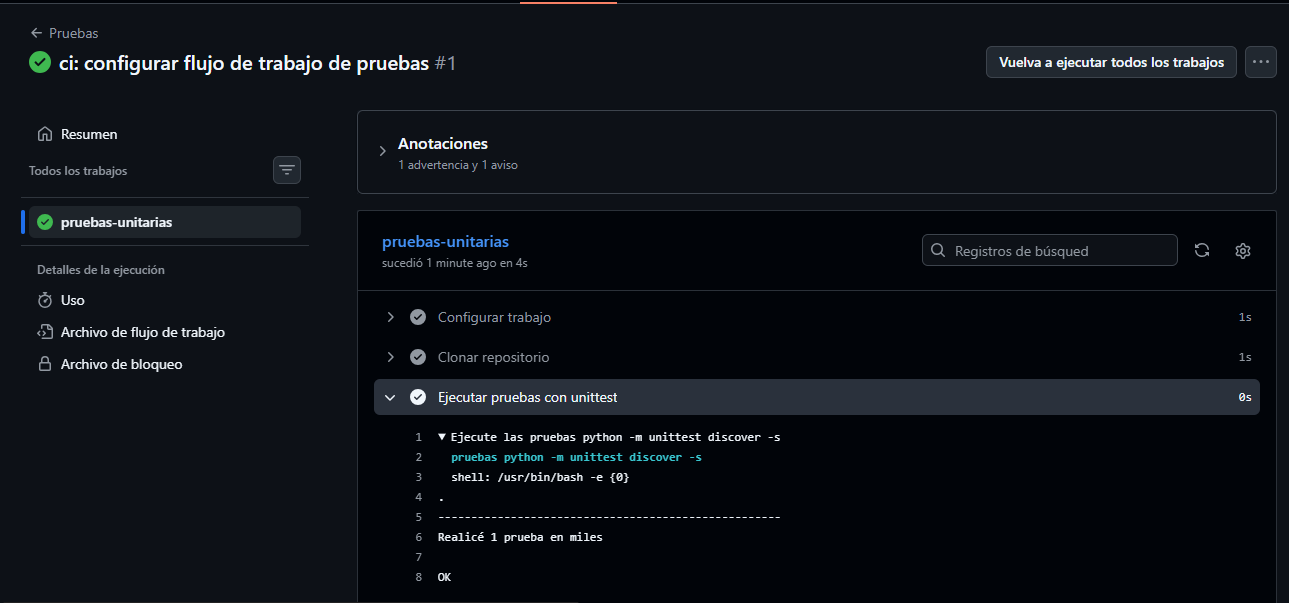 Pruebas
ci: configurar flujo de trabajo de pruebas #1
Vuelva a ejecutar todos los trabajos
Resumen
Todos los trabajos
pruebas-unitarias
Detalles de la ejecución
Uso
Archivo de flujo de trabajo
Archivo de bloqueo
Anotaciones
1 advertencia y 1 aviso
pruebas-unitarias
sucedió 1 minute ago en 4s
Registros de búsqued
Configurar trabajo 1s
Clonar repositorio 1s
Ejecutar pruebas con unittest 0s
1 ▼ Ejecute las pruebas python -m unittest discover -s
2 pruebas python -m unittest discover -s
3 shell: /usr/bin/bash -e {0}
4 .
5 ----------------------------------------------------
6 Realicé 1 prueba en miles
7
8 OK